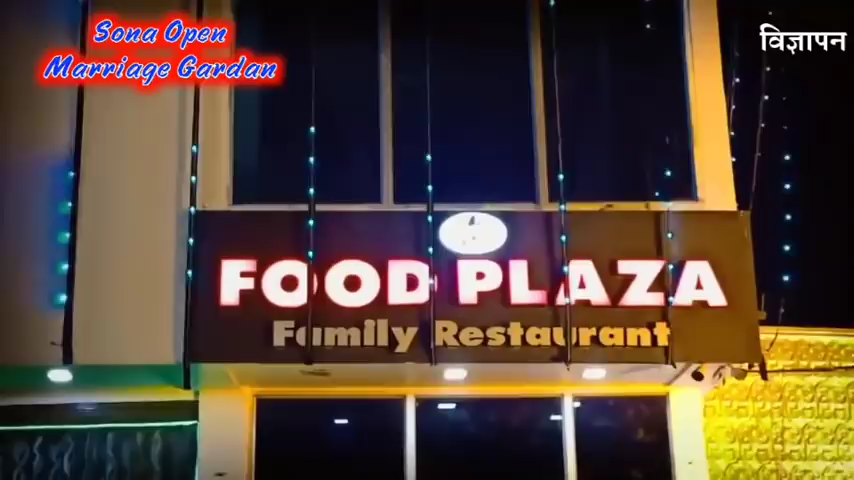 Sona Open
Marriage Gardan
विज्ञापन
FOOD PLAZA
Family Restaurant